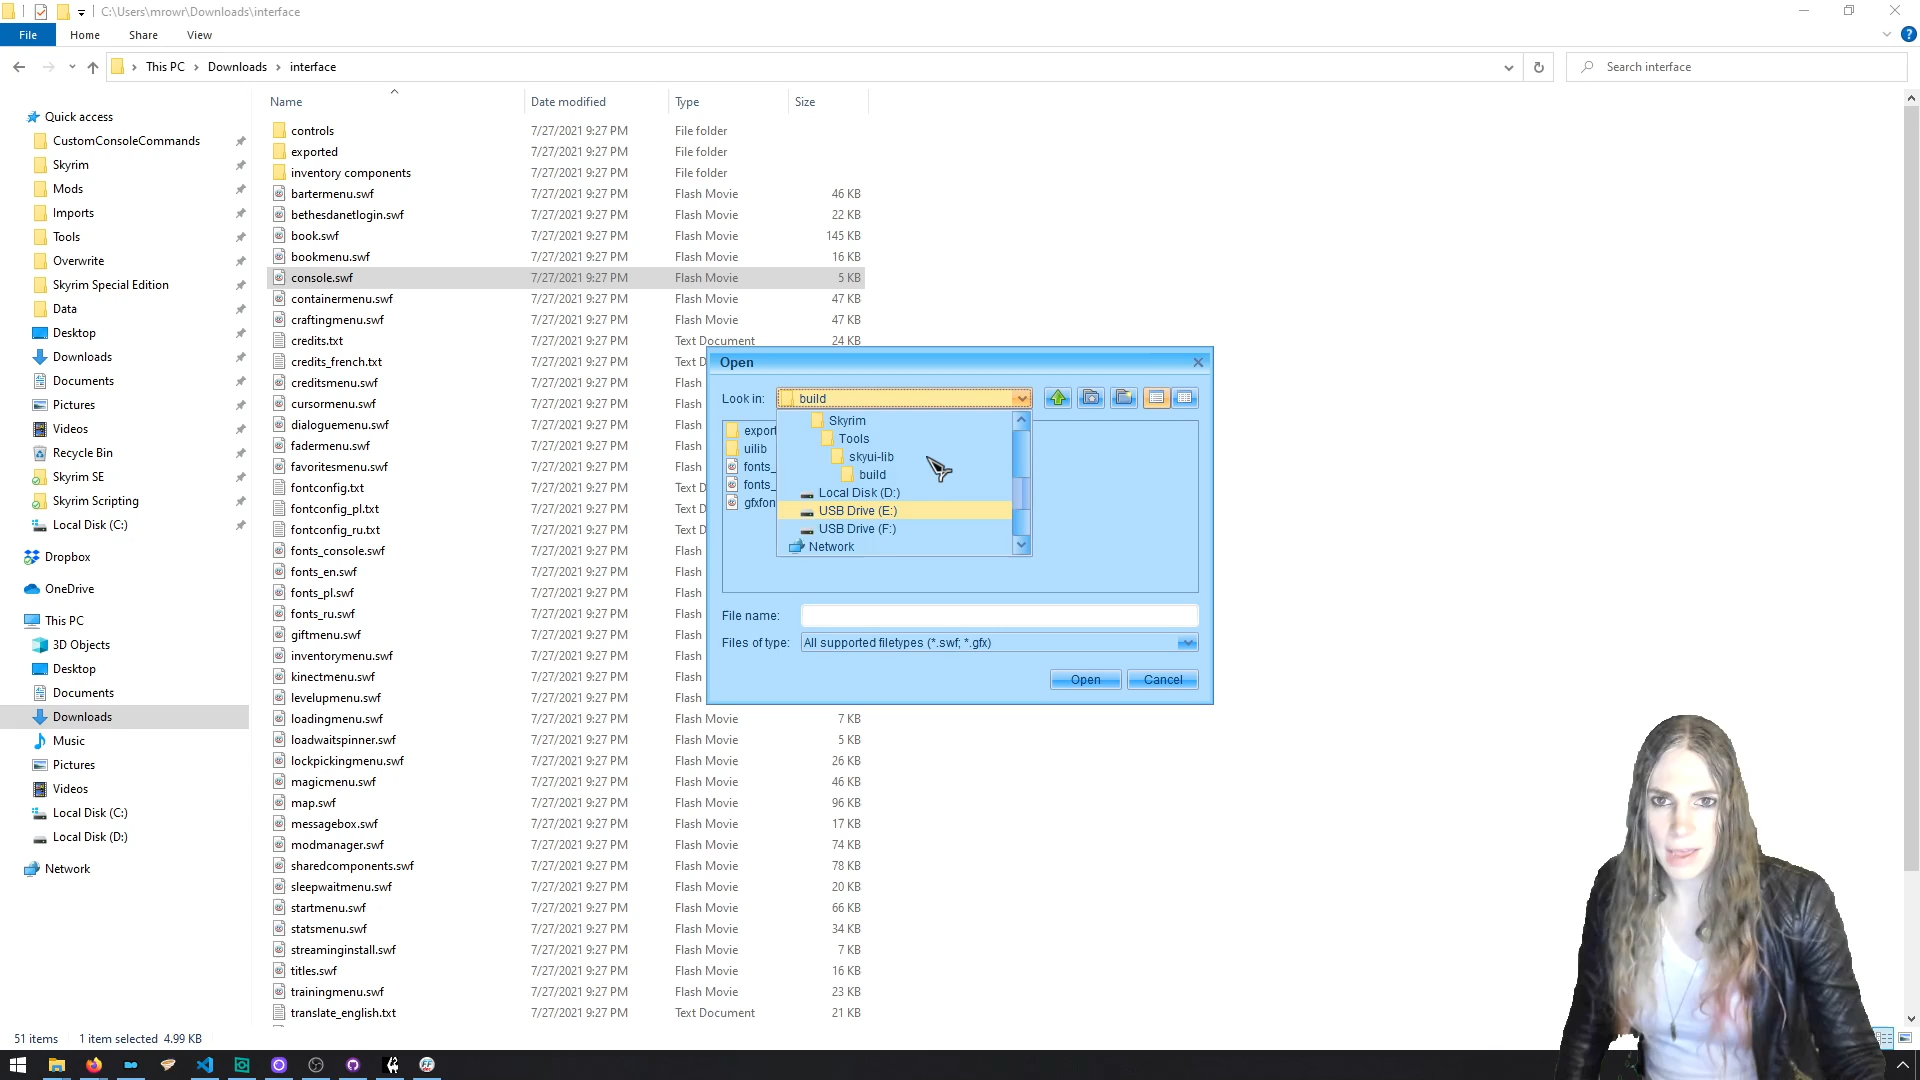 C:\Users\mrowr\Downloads\interface
File Home Share View
This PC Downloads interface
Search interface
Name Date modified Type Size
Quick access
CustomConsoleCommands
Skyrim
Mods
Imports
Tools
Overwrite
Skyrim Special Edition
Data
Desktop
Downloads
Documents
Pictures
Videos
Recycle Bin
Skyrim SE
Skyrim Scripting
Local Disk (C:)
Dropbox
OneDrive
This PC
3D Objects
Desktop
Documents
Downloads
Music
Pictures
Videos
Local Disk (C:)
Local Disk (D:)
Network
controls 7/27/2021 9:27 PM File folder
exported 7/27/2021 9:27 PM File folder
inventory components 7/27/2021 9:27 PM File folder
bartermenu.swf 7/27/2021 9:27 PM Flash Movie 46 KB
bethesdanetlogin.swf 7/27/2021 9:27 PM Flash Movie 22 KB
book.swf 7/27/2021 9:27 PM Flash Movie 145 KB
bookmenu.swf 7/27/2021 9:27 PM Flash Movie 16 KB
console.swf 7/27/2021 9:27 PM Flash Movie 5 KB
containermenu.swf 7/27/2021 9:27 PM Flash Movie 47 KB
craftingmenu.swf 7/27/2021 9:27 PM Flash Movie 47 KB
credits.txt 7/27/2021 9:27 PM Text Document 24 KB
credits_french.txt 7/27/2021 9:27 PM Text D
creditsmenu.swf 7/27/2021 9:27 PM Flash
cursormenu.swf 7/27/2021 9:27 PM Flash
dialoguemenu.swf 7/27/2021 9:27 PM Flash
fadermenu.swf 7/27/2021 9:27 PM Flash
favoritesmenu.swf 7/27/2021 9:27 PM Flash
fontconfig.txt 7/27/2021 9:27 PM Text D
fontconfig_pl.txt 7/27/2021 9:27 PM Text D
fontconfig_ru.txt 7/27/2021 9:27 PM Text D
fonts_console.swf 7/27/2021 9:27 PM Flash
fonts_en.swf 7/27/2021 9:27 PM Flash
fonts_pl.swf 7/27/2021 9:27 PM Flash
fonts_ru.swf 7/27/2021 9:27 PM Flash
giftmenu.swf 7/27/2021 9:27 PM Flash
inventorymenu.swf 7/27/2021 9:27 PM Flash
kinectmenu.swf 7/27/2021 9:27 PM Flash
levelupmenu.swf 7/27/2021 9:27 PM Flash
loadingmenu.swf 7/27/2021 9:27 PM Flash Movie 7 KB
loadwaitspinner.swf 7/27/2021 9:27 PM Flash Movie 5 KB
lockpickingmenu.swf 7/27/2021 9:27 PM Flash Movie 26 KB
magicmenu.swf 7/27/2021 9:27 PM Flash Movie 46 KB
map.swf 7/27/2021 9:27 PM Flash Movie 96 KB
messagebox.swf 7/27/2021 9:27 PM Flash Movie 17 KB
modmanager.swf 7/27/2021 9:27 PM Flash Movie 74 KB
sharedcomponents.swf 7/27/2021 9:27 PM Flash Movie 78 KB
sleepwaitmenu.swf 7/27/2021 9:27 PM Flash Movie 20 KB
startmenu.swf 7/27/2021 9:27 PM Flash Movie 66 KB
statsmenu.swf 7/27/2021 9:27 PM Flash Movie 34 KB
streaminginstall.swf 7/27/2021 9:27 PM Flash Movie 7 KB
titles.swf 7/27/2021 9:27 PM Flash Movie 16 KB
trainingmenu.swf 7/27/2021 9:27 PM Flash Movie 23 KB
translate_english.txt 7/27/2021 9:27 PM Text Document 21 KB
Open
Look in: build
export
uilib
fonts_
fonts_
gfxfon
Skyrim
Tools
skyui-lib
build
Local Disk (D:)
USB Drive (E:)
USB Drive (F:)
Network
File name:
Files of type: All supported filetypes (*.swf; *.gfx)
Open Cancel
51 items 1 item selected 4.99 KB